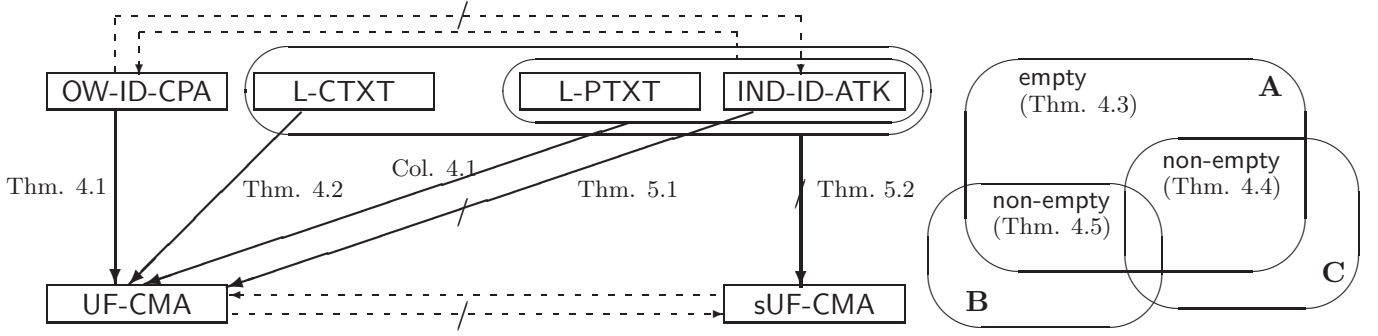 OW-ID-CPA
L-CTXT
L-PTXT
IND-ID-ATK
Thm. 4.1
Thm. 4.2
Col. 4.1
Thm. 5.1
Thm. 5.2
UF-CMA
sUF-CMA
empty
(Thm. 4.3)
A
non-empty
(Thm. 4.4)
non-empty
(Thm. 4.5)
B
C